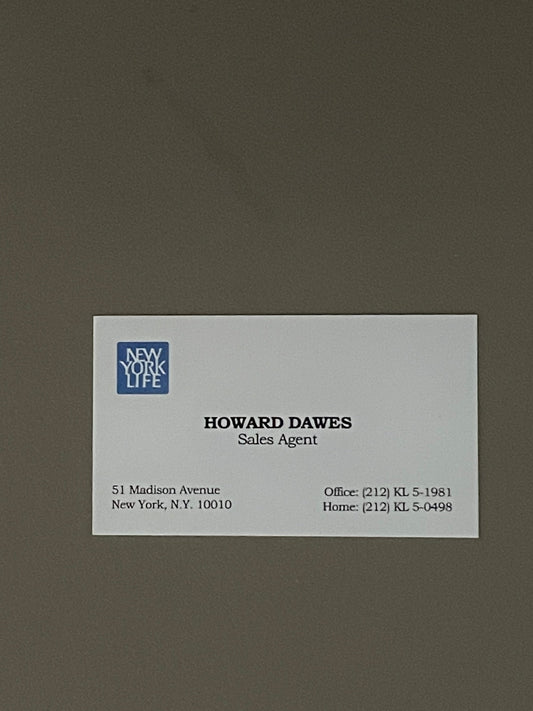 NEW
YORK
LIFE
HOWARD DAWES
Sales Agent
51 Madison Avenue
New York, N.Y. 10010
Office: (212) KL 5-1981
Home: (212) KL 5-0498